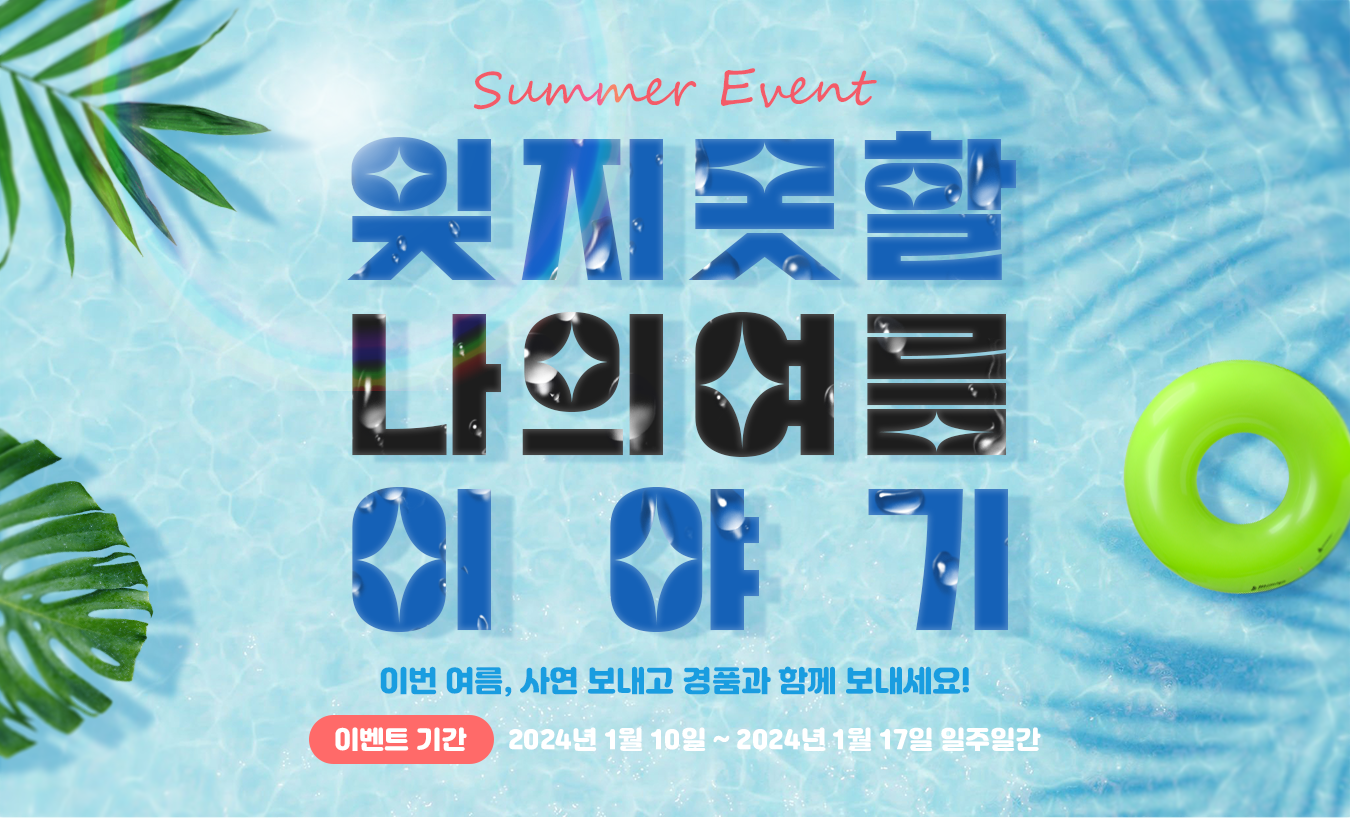 Summer Event
잊지못할
나의여름
이야기
이번 여름, 사연 보내고 경품과 함께 보내세요!
이벤트 기간 2024년 1월 10일 ~ 2024년 1월 17일 일주일간